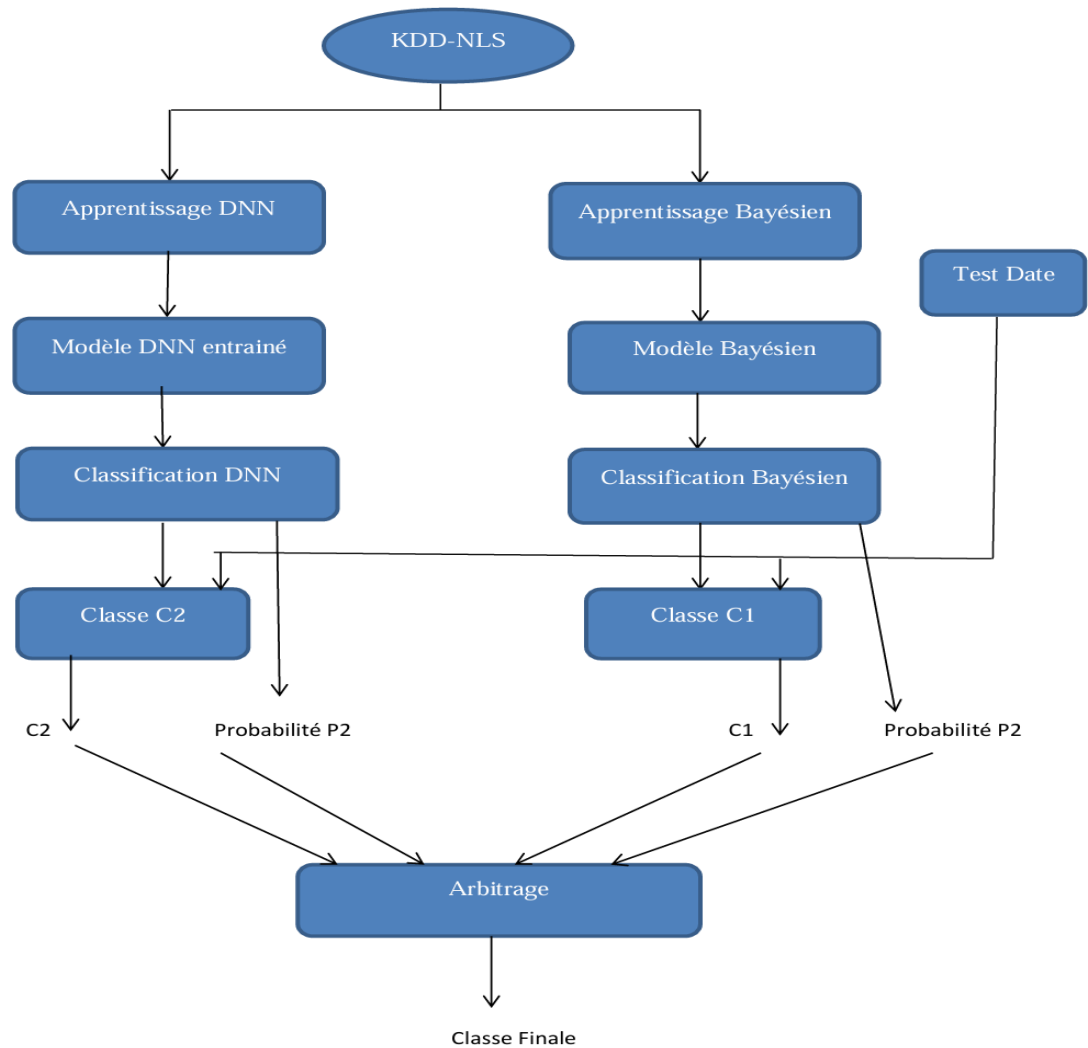 KDD-NLS
Apprentissage DNN
Apprentissage Bayésien
Test Date
Modèle DNN entrainé
Modèle Bayésien
Classification DNN
Classification Bayésien
Classe C2
Classe C1
C2
Probabilité P2
C1
Probabilité P2
Arbitrage
Classe Finale